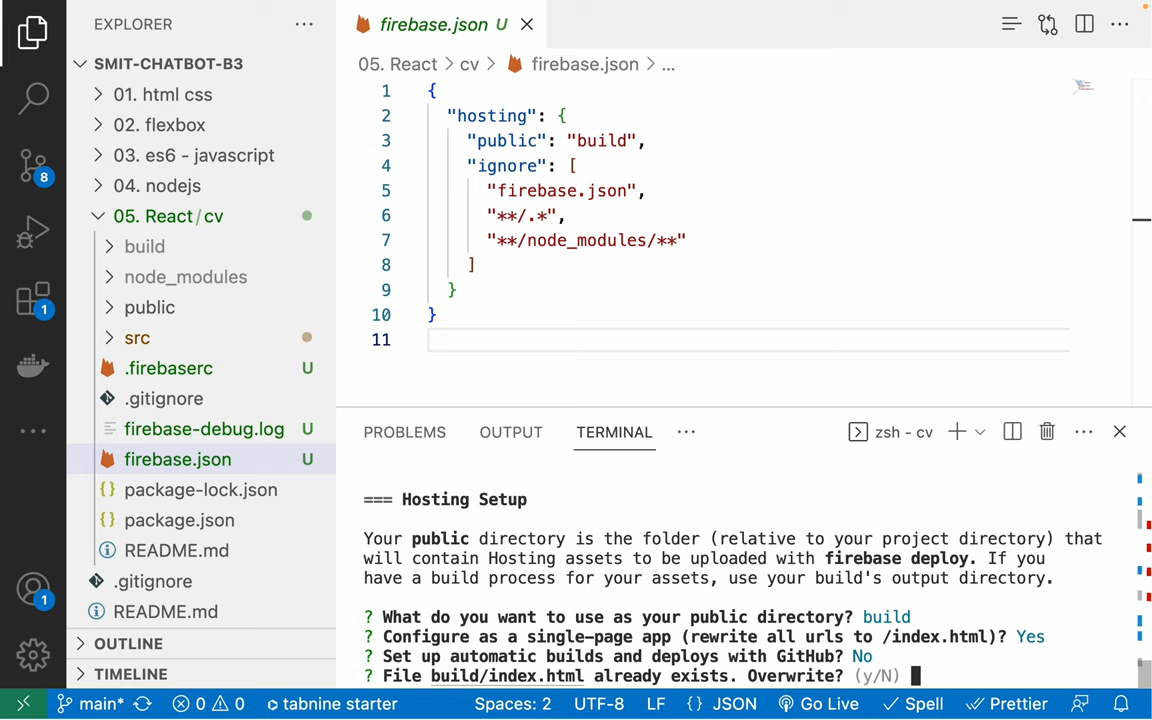 EXPLORER
SMIT-CHATBOT-B3
01. html css
02. flexbox
03. es6 - javascript
04. nodejs
05. React/cv
build
node_modules
public
src
.firebaserc U
.gitignore
firebase-debug.log U
firebase.json U
package-lock.json
package.json
README.md
.gitignore
README.md
OUTLINE
TIMELINE
8
1
1
firebase.json U
05. React > cv > firebase.json > ...
1 {
2 "hosting": {
3 "public": "build",
4 "ignore": [
5 "firebase.json",
6 "**/.*",
7 "**/node_modules/**"
8 ]
9 }
10 }
11
PROBLEMS OUTPUT TERMINAL ... zsh - cv
=== Hosting Setup
Your public directory is the folder (relative to your project directory) that
will contain Hosting assets to be uploaded with firebase deploy. If you
have a build process for your assets, use your build's output directory.
? What do you want to use as your public directory? build
? Configure as a single-page app (rewrite all urls to /index.html)? Yes
? Set up automatic builds and deploys with GitHub? No
? File build/index.html already exists. Overwrite? (y/N)
main* 0 0 tabnine starter Spaces: 2 UTF-8 LF {} JSON Go Live Spell Prettier